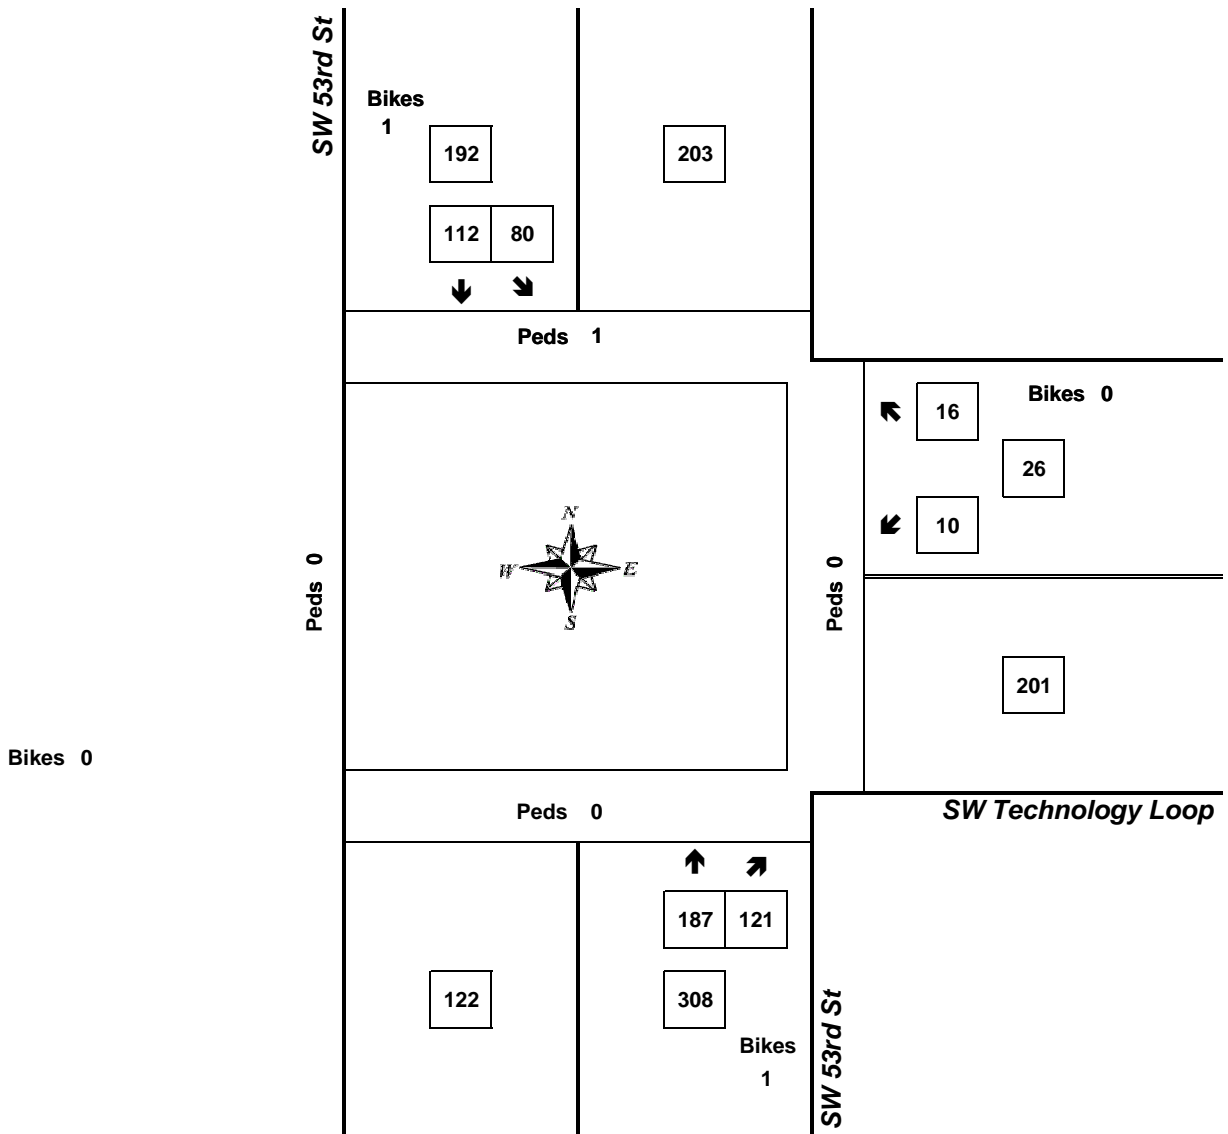 SW 53rd St
Bikes
1
192
203
112 80
Peds 1
Bikes 0
16
26
10
N
W E
S
Peds 0
Peds 0
201
Bikes 0
SW Technology Loop
Peds 0
187 121
122
308
SW 53rd St
Bikes
1